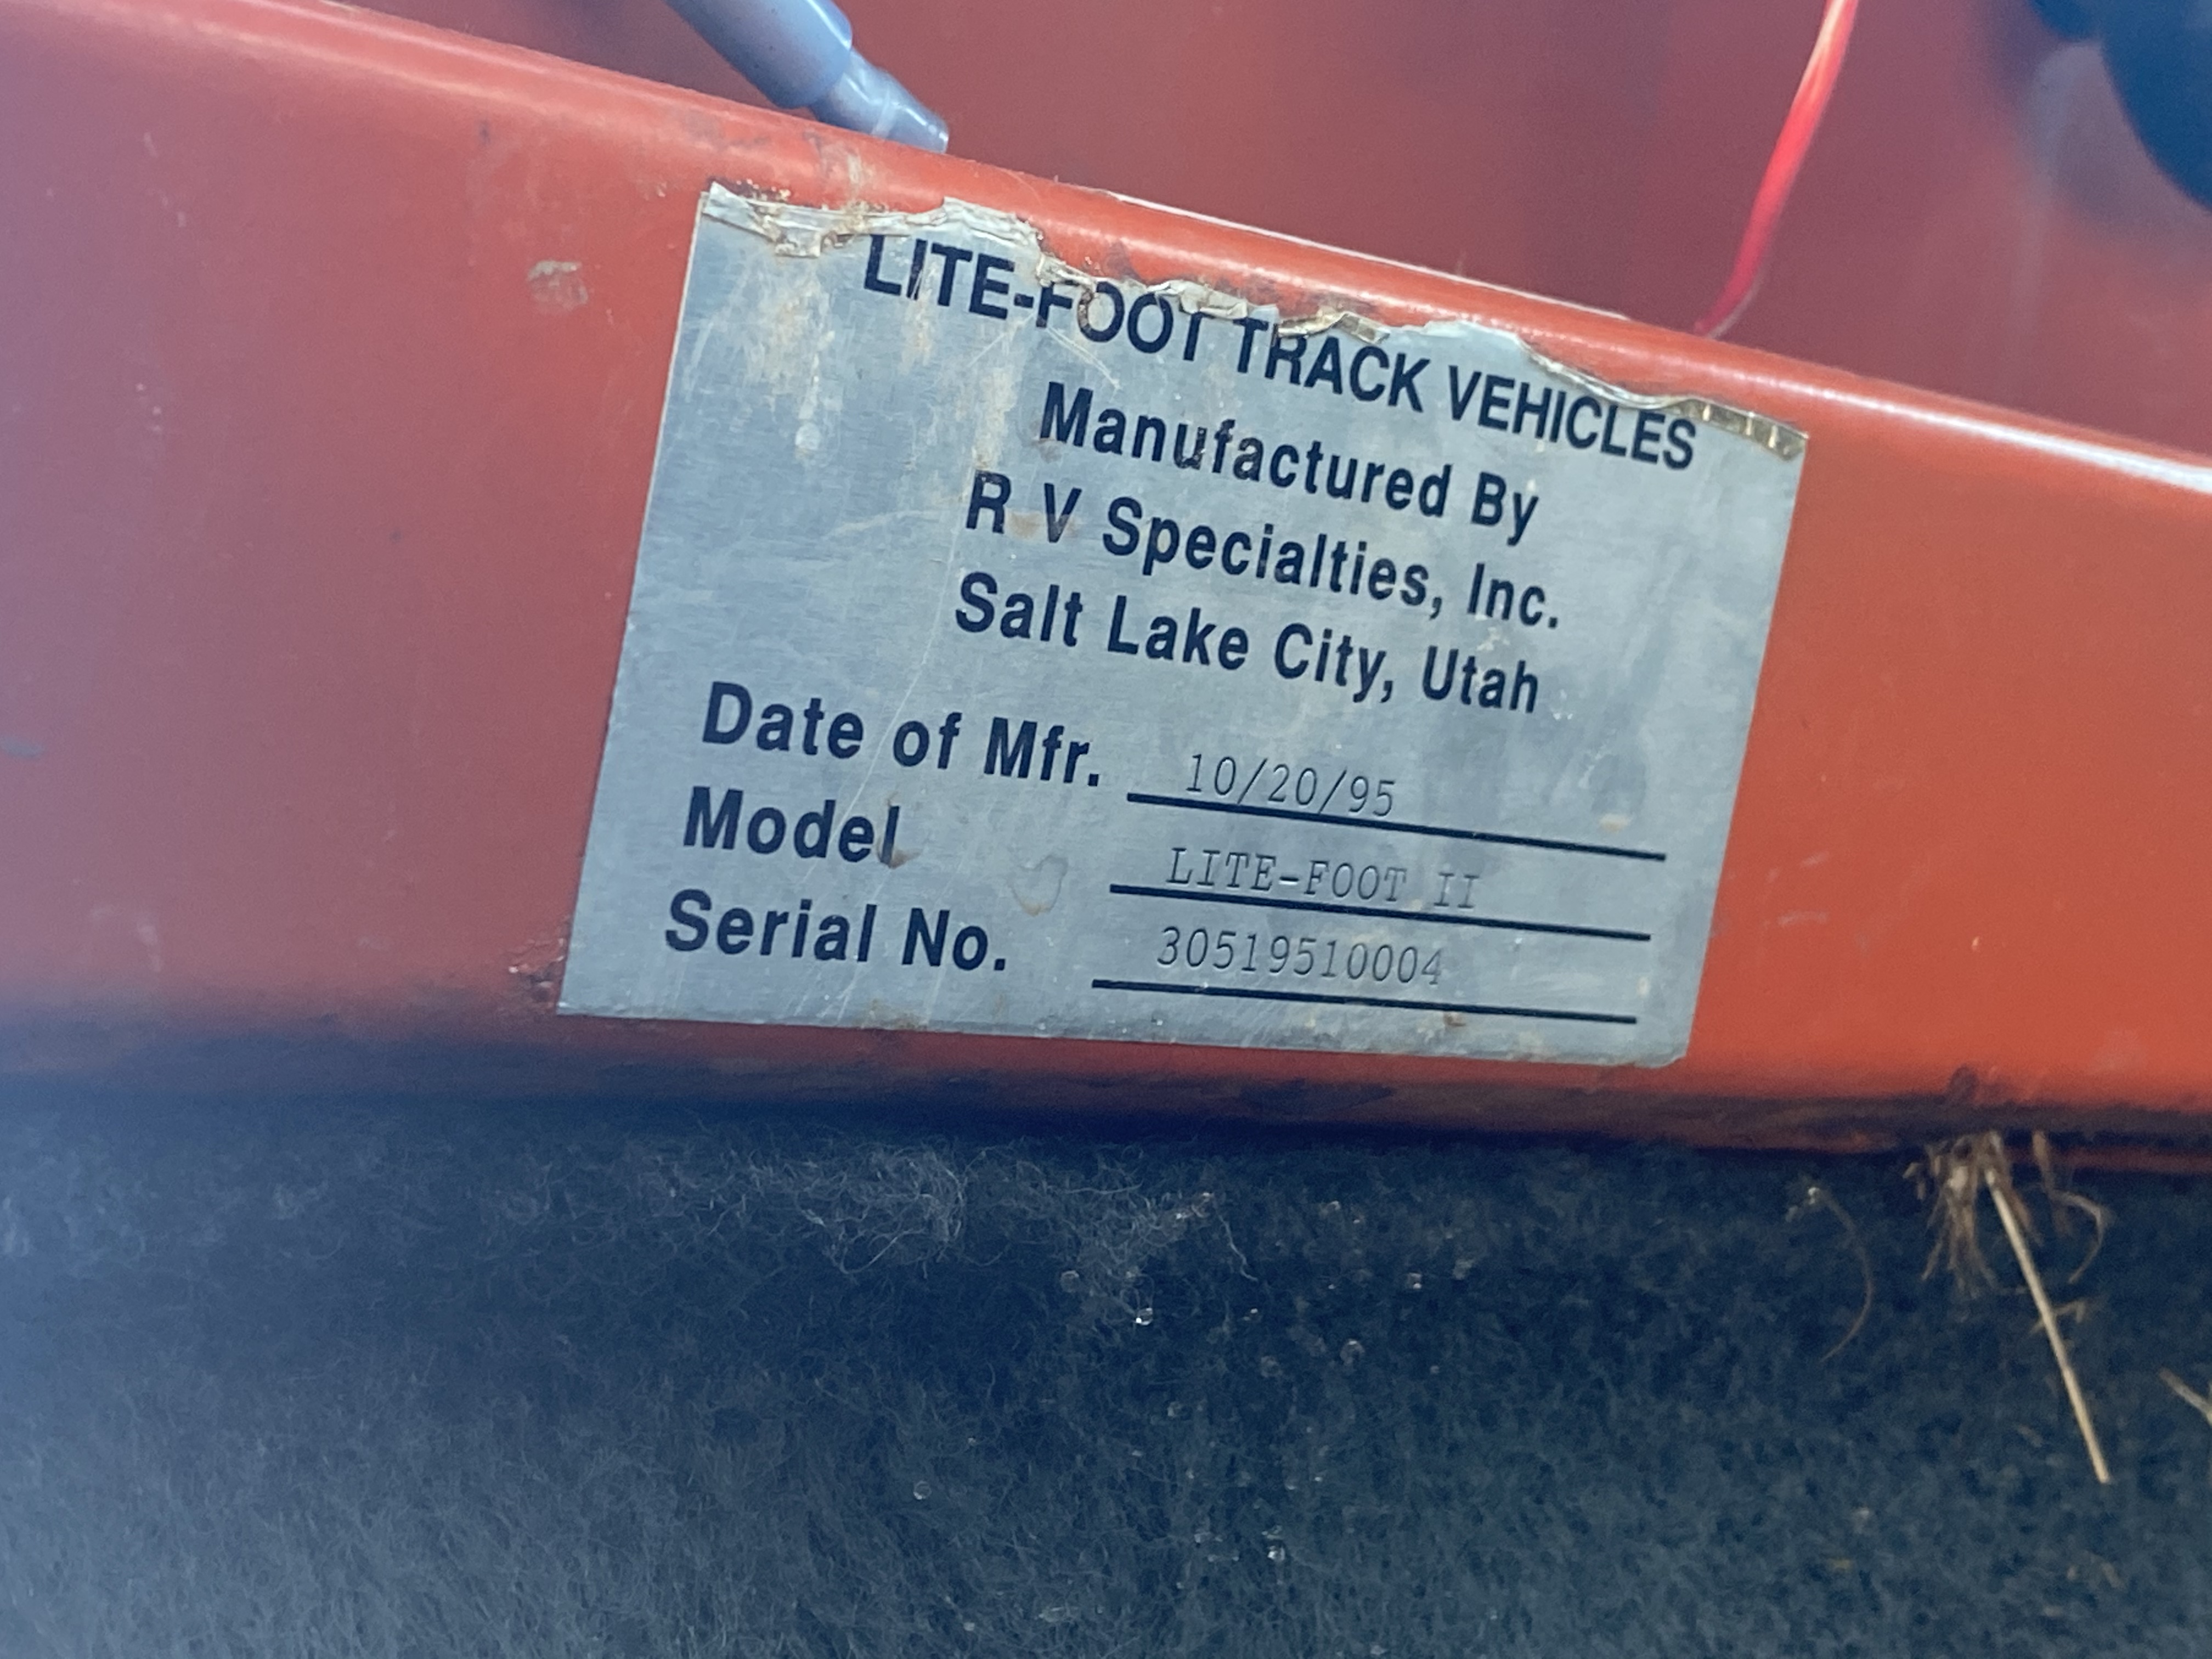 LITE-FOOT TRACK VEHICLES
Manufactured By
R V Specialties, Inc.
Salt Lake City, Utah
Date of Mfr. 10/20/95
Model LITE-FOOT II
Serial No. 30519510004